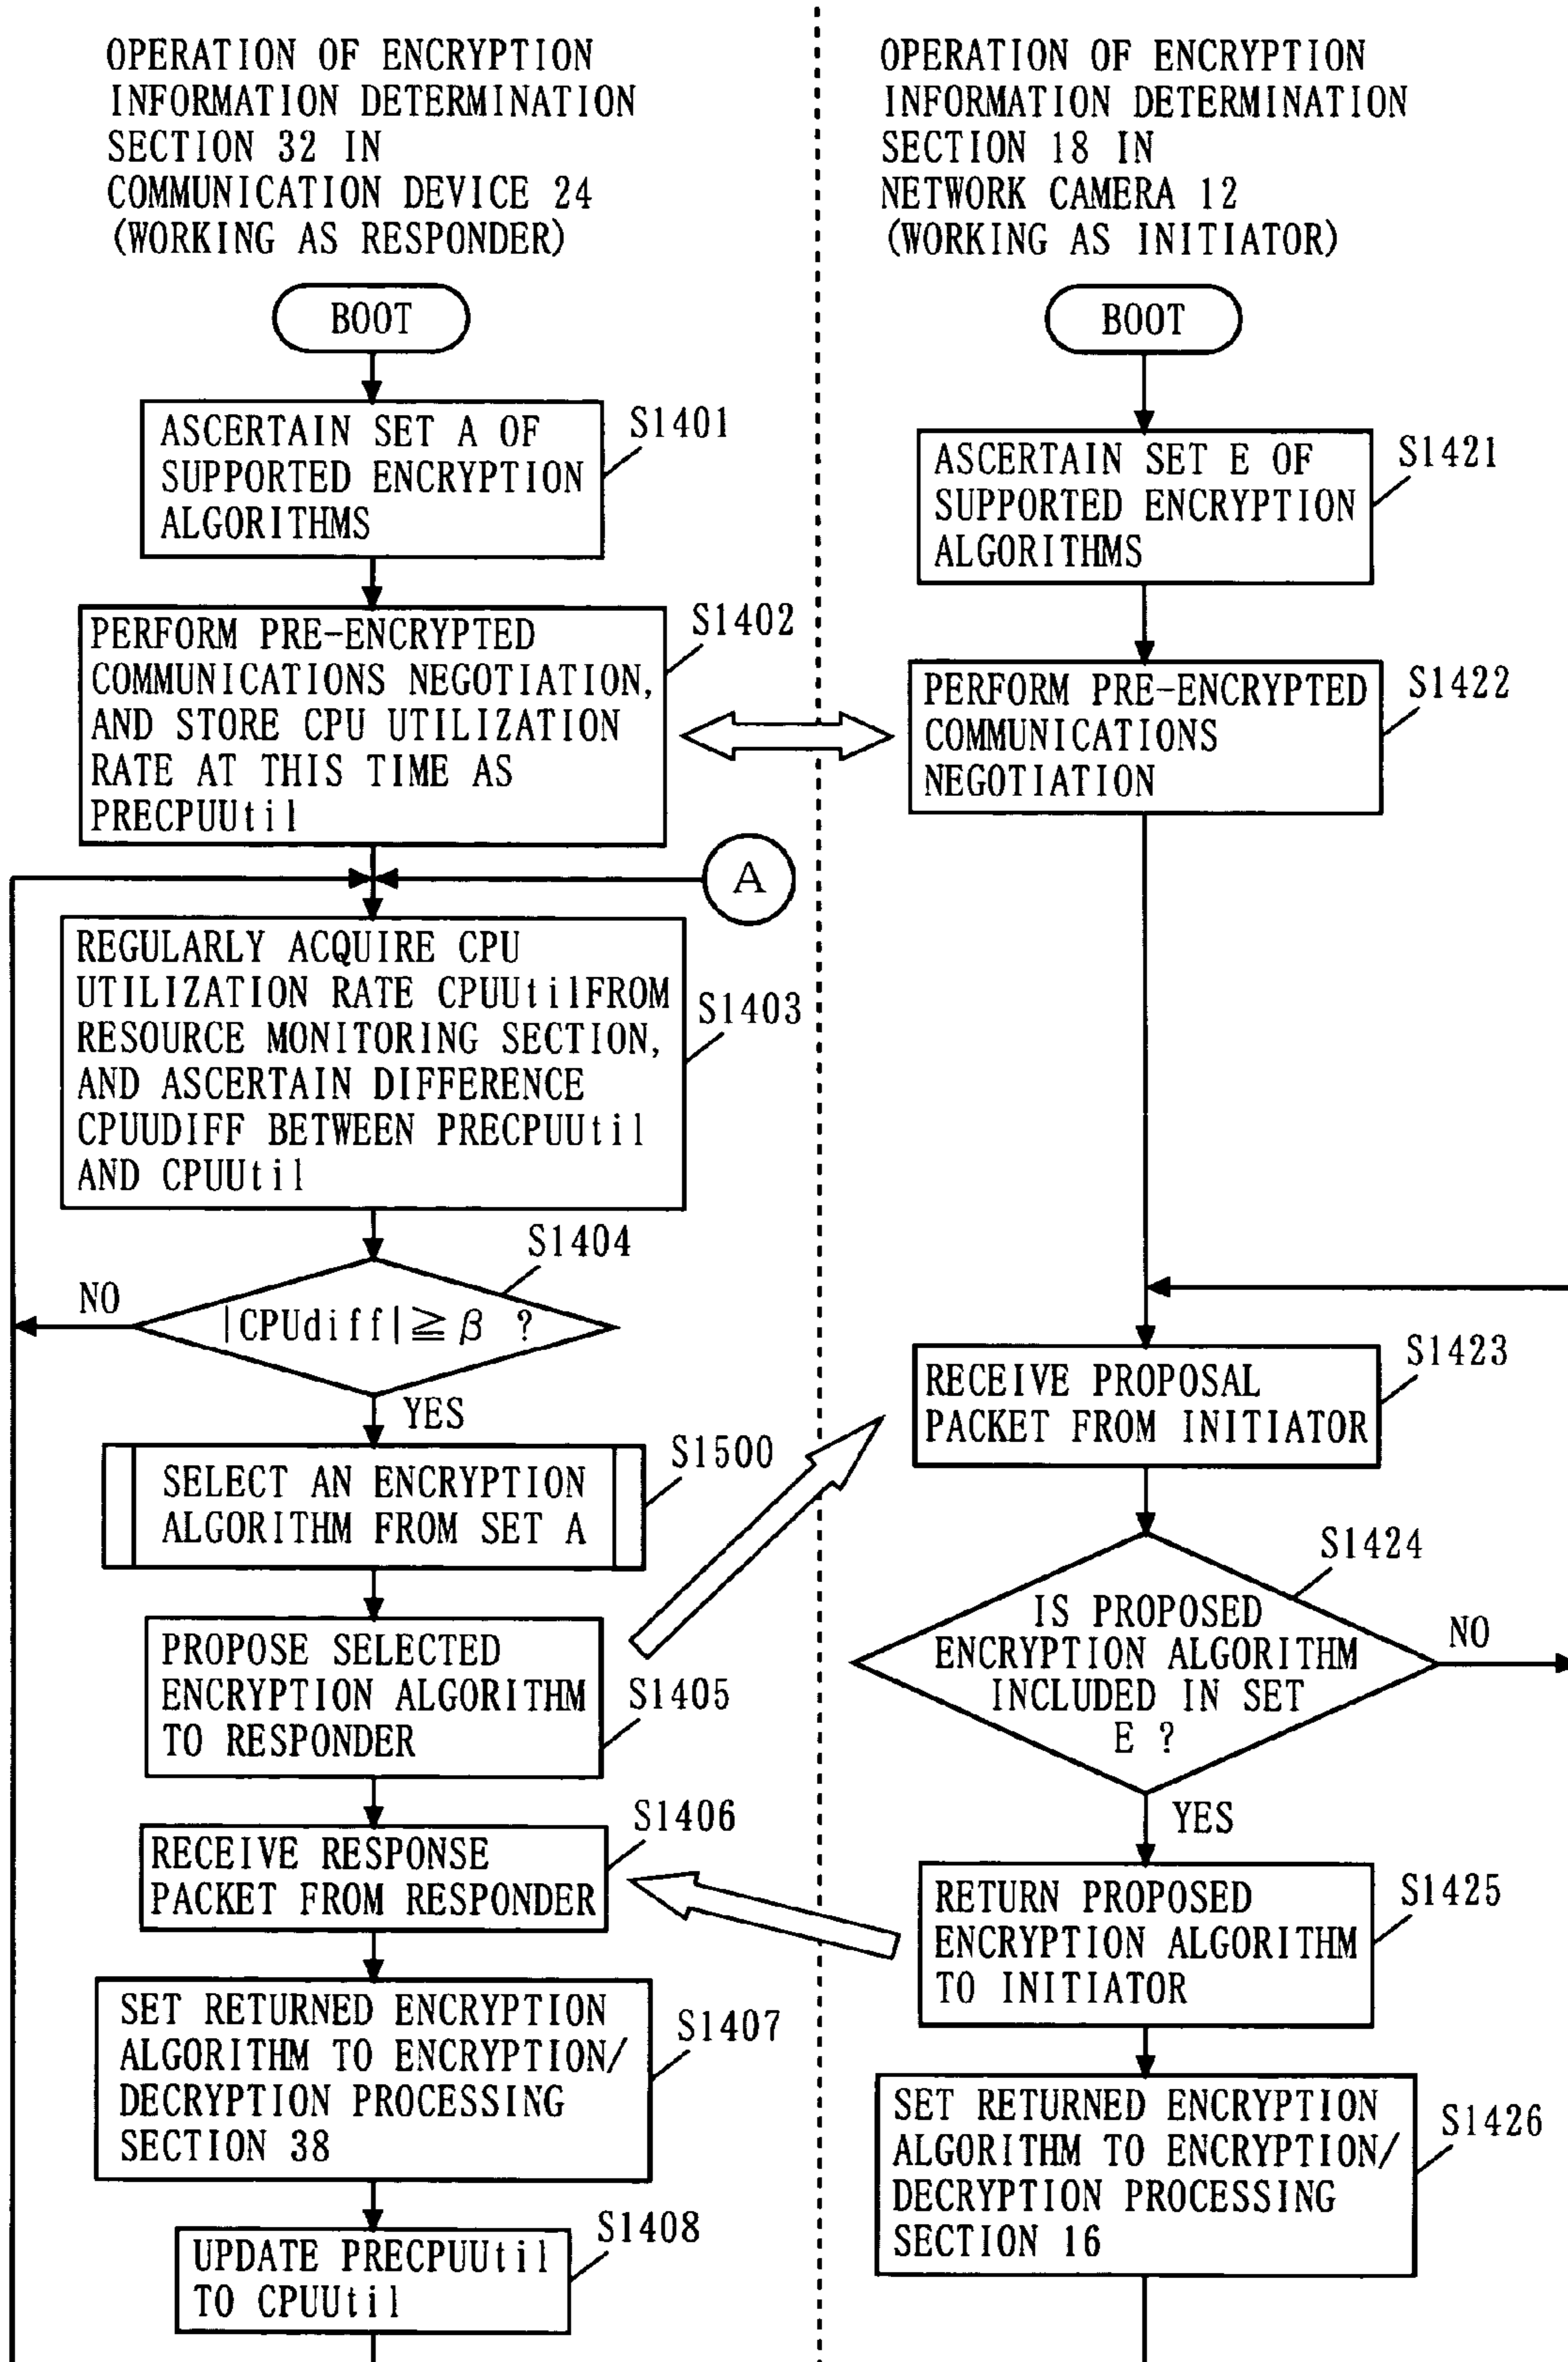 OPERATION OF ENCRYPTION
INFORMATION DETERMINATION
SECTION 32 IN
COMMUNICATION DEVICE 24
(WORKING AS RESPONDER)
BOOT
ASCERTAIN SET A OF
SUPPORTED ENCRYPTION
ALGORITHMS
S1401
PERFORM PRE-ENCRYPTED
COMMUNICATIONS NEGOTIATION,
AND STORE CPU UTILIZATION
RATE AT THIS TIME AS
PRECPUUtil
S1402
A
REGULARLY ACQUIRE CPU
UTILIZATION RATE CPUUtilFROM
RESOURCE MONITORING SECTION,
AND ASCERTAIN DIFFERENCE
CPUUDIFF BETWEEN PRECPUUtil
AND CPUUtil
S1403
S1404
NO
|CPUdiff|≧β ?
YES
S1500
SELECT AN ENCRYPTION
ALGORITHM FROM SET A
PROPOSE SELECTED
ENCRYPTION ALGORITHM
TO RESPONDER
S1405
S1406
RECEIVE RESPONSE
PACKET FROM RESPONDER
SET RETURNED ENCRYPTION
ALGORITHM TO ENCRYPTION/
DECRYPTION PROCESSING
SECTION 38
S1407
S1408
UPDATE PRECPUUtil
TO CPUUtil
OPERATION OF ENCRYPTION
INFORMATION DETERMINATION
SECTION 18 IN
NETWORK CAMERA 12
(WORKING AS INITIATOR)
BOOT
ASCERTAIN SET E OF
SUPPORTED ENCRYPTION
ALGORITHMS
S1421
PERFORM PRE-ENCRYPTED
COMMUNICATIONS
NEGOTIATION
S1422
S1423
RECEIVE PROPOSAL
PACKET FROM INITIATOR
S1424
IS PROPOSED
ENCRYPTION ALGORITHM
INCLUDED IN SET
E ?
NO
YES
RETURN PROPOSED
ENCRYPTION ALGORITHM
TO INITIATOR
S1425
SET RETURNED ENCRYPTION
ALGORITHM TO ENCRYPTION/
DECRYPTION PROCESSING
SECTION 16
S1426